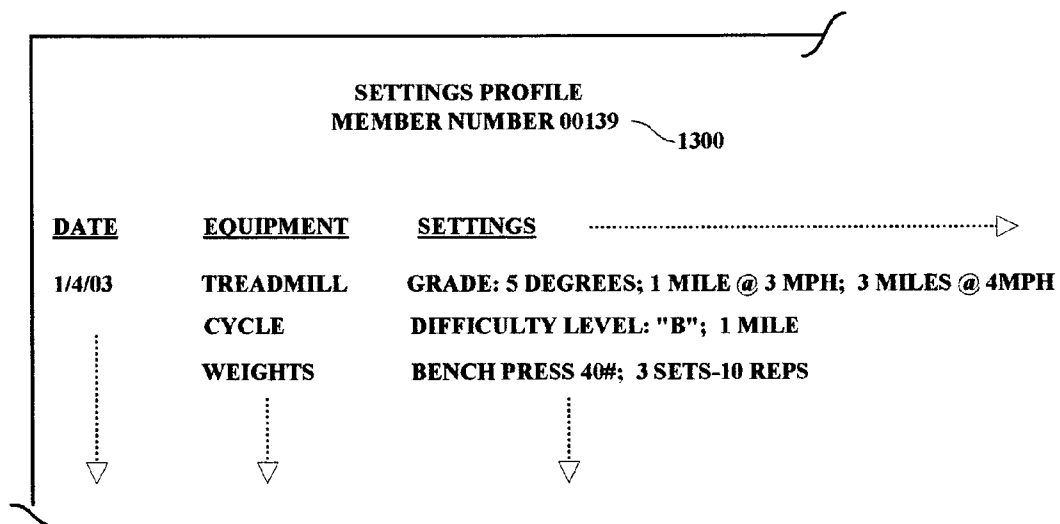 SETTINGS PROFILE
MEMBER NUMBER 00139
1300
DATE EQUIPMENT SETTINGS
1/4/03 TREADMILL GRADE: 5 DEGREES; 1 MILE @ 3 MPH; 3 MILES @ 4MPH
CYCLE DIFFICULTY LEVEL: "B"; 1 MILE
WEIGHTS BENCH PRESS 40#; 3 SETS-10 REPS